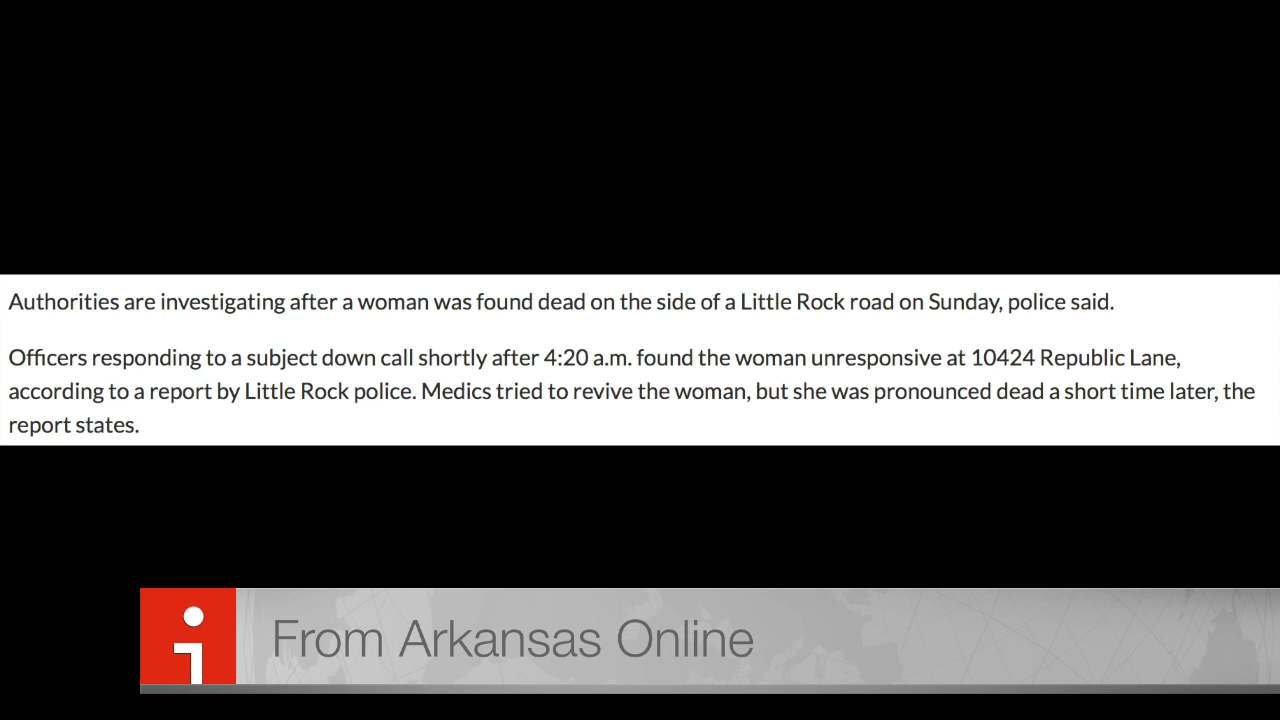 Authorities are investigating after a woman was found dead on the side of a Little Rock road on Sunday, police said.
Officers responding to a subject down call shortly after 4:20 a.m. found the woman unresponsive at 10424 Republic Lane,
according to a report by Little Rock police. Medics tried to revive the woman, but she was pronounced dead a short time later, the
report states.
i From Arkansas Online